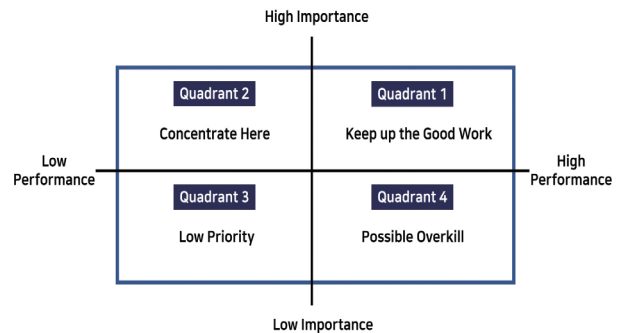 High Importance
Quadrant 2
Quadrant 1
Concentrate Here
Keep up the Good Work
Low
Performance
High
Performance
Quadrant 3
Quadrant 4
Low Priority
Possible Overkill
Low Importance